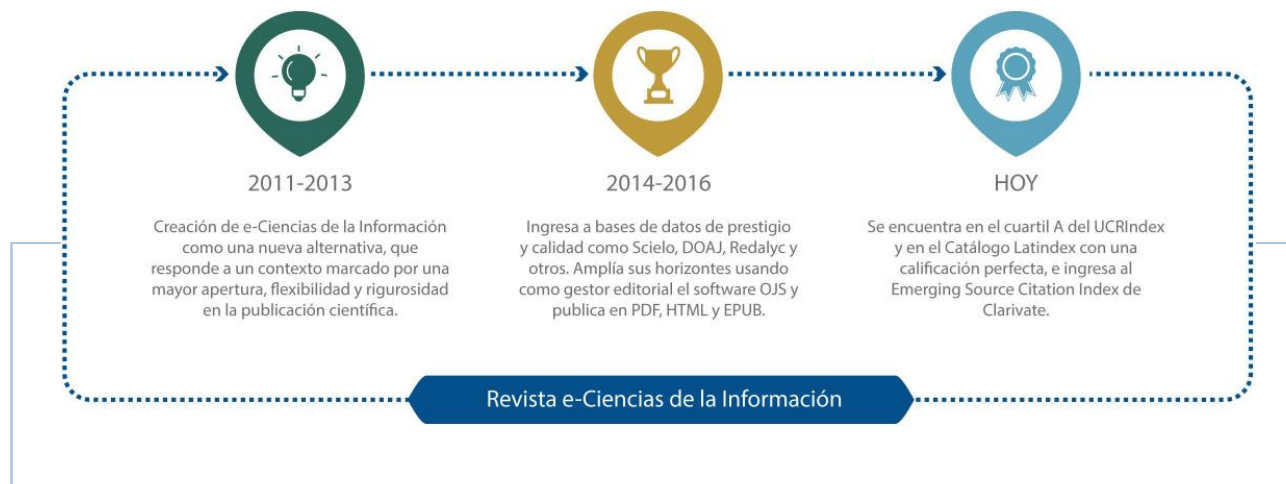 2011-2013
Creación de e-Ciencias de la Información
como una nueva alternativa, que
responde a un contexto marcado por una
mayor apertura, flexibilidad y rigurosidad
en la publicación científica.
2014-2016
Ingresa a bases de datos de prestigio
y calidad como Scielo, DOAJ, Redalyc y
otros. Amplía sus horizontes usando
como gestor editorial el software OJS y
publica en PDF, HTML y EPUB.
HOY
Se encuentra en el cuartil A del UCRIndex
y en el Catálogo Latindex con una
calificación perfecta, e ingresa al
Emerging Source Citation Index de
Clarivate.
Revista e-Ciencias de la Información